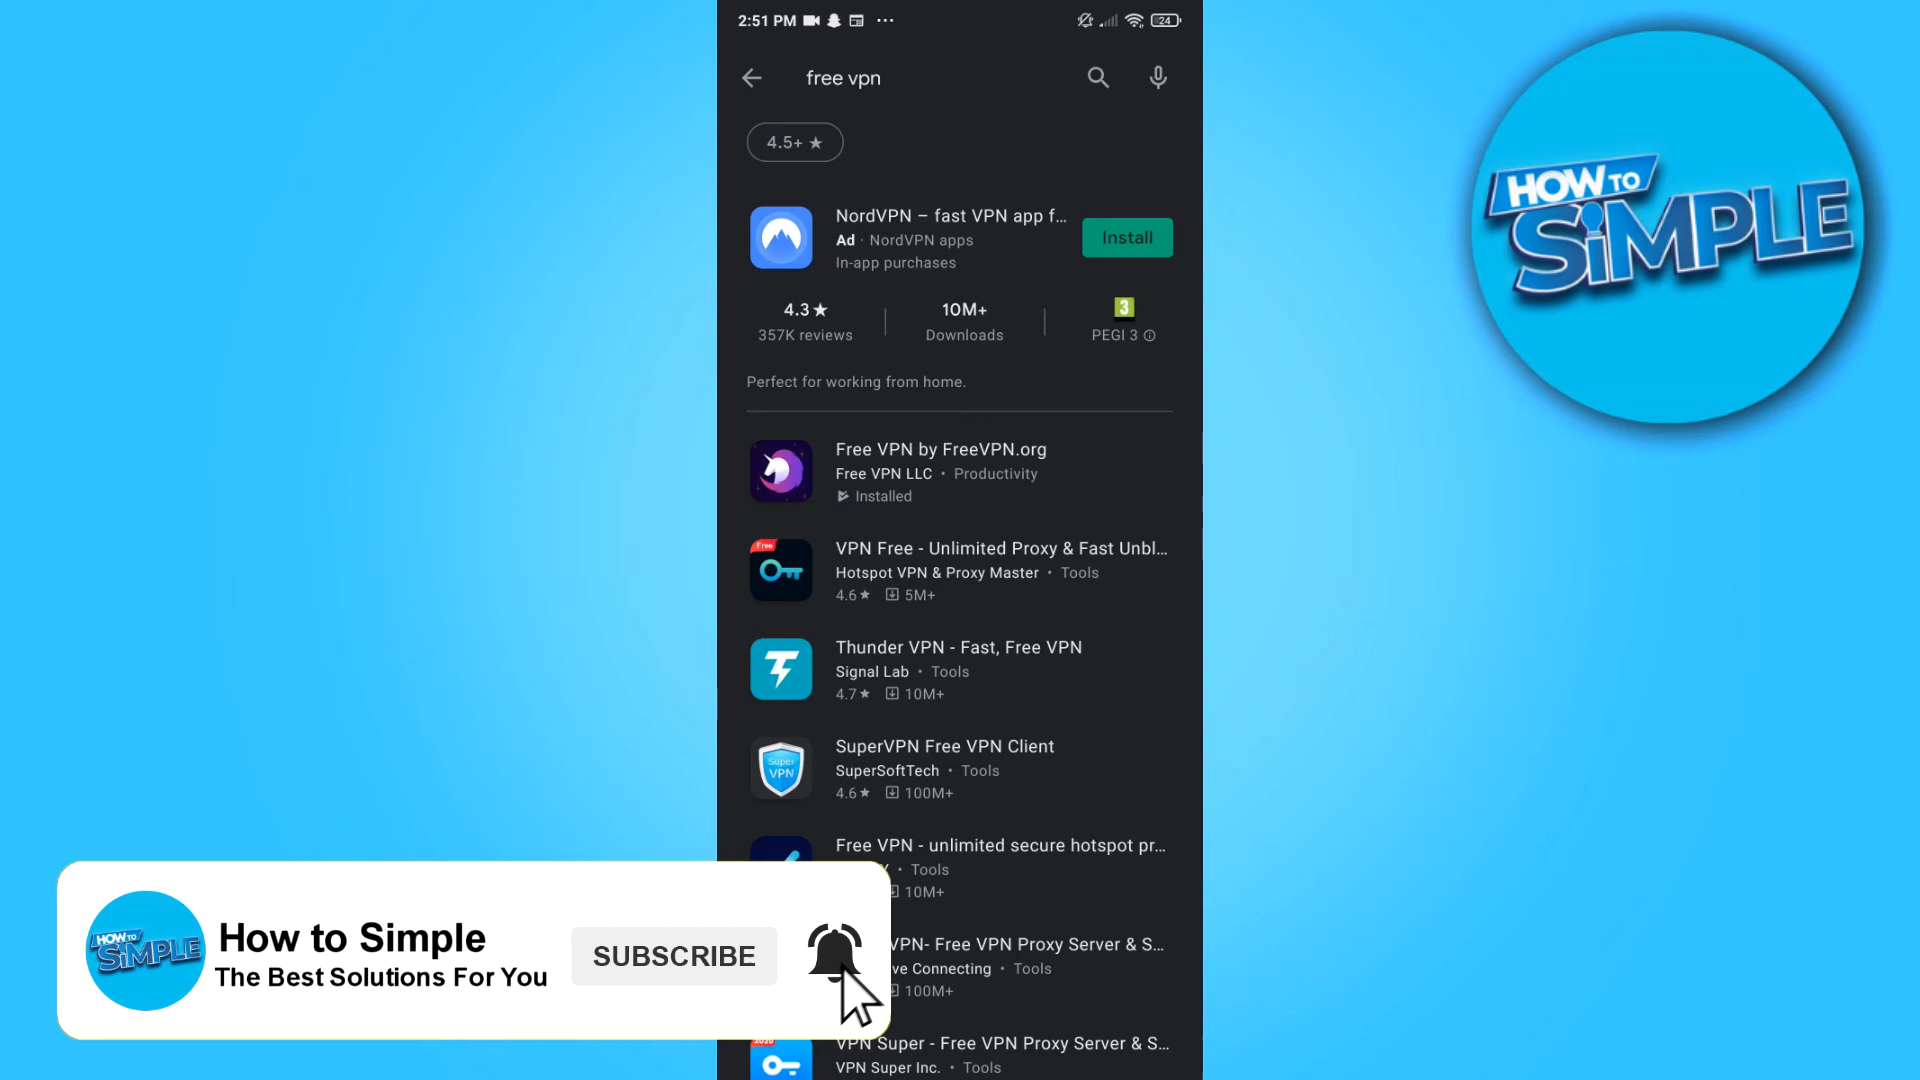 2:51 PM
24
free vpn
4.5+ ★
NordVPN – fast VPN app f...
Ad · NordVPN apps
In-app purchases
Install
4.3★
357K reviews
10M+
Downloads
3
PEGI 3
Perfect for working from home.
Free VPN by FreeVPN.org
Free VPN LLC • Productivity
Installed
Free
VPN Free - Unlimited Proxy & Fast Unbl...
Hotspot VPN & Proxy Master • Tools
4.6★ 5M+
Thunder VPN - Fast, Free VPN
Signal Lab • Tools
4.7★ 10M+
Super
VPN
SuperVPN Free VPN Client
SuperSoftTech • Tools
4.6★ 100M+
Free VPN - unlimited secure hotspot pr...
• Tools
10M+
VPN- Free VPN Proxy Server & S...
ve Connecting • Tools
100M+
2020
VPN Super - Free VPN Proxy Server & S...
VPN Super Inc. • Tools
HOW TO
SiMPLE
HOW TO
SiMPLE
How to Simple
The Best Solutions For You
SUBSCRIBE